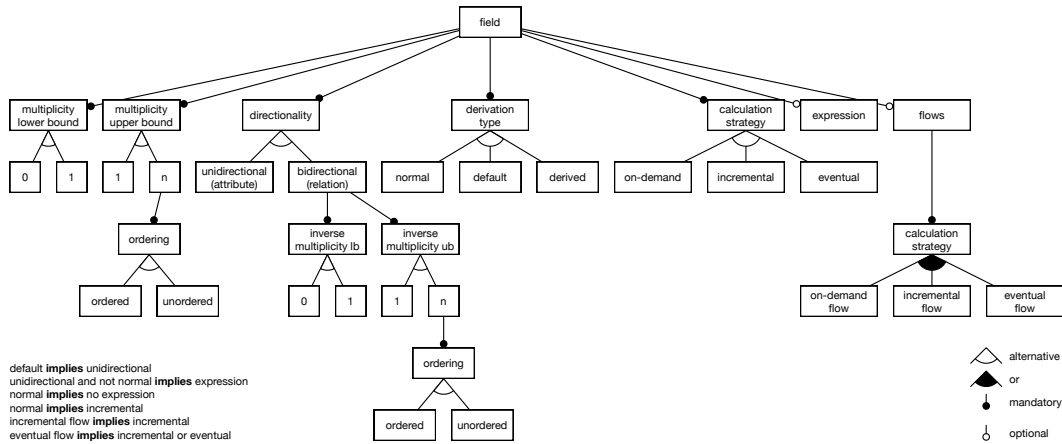 field
multiplicity
lower bound
multiplicity
upper bound
directionality
derivation
type
calculation
strategy
expression
flows
0
1
1
n
unidirectional
(attribute)
bidirectional
(relation)
normal
default
derived
on-demand
incremental
eventual
ordering
inverse
multiplicity lb
inverse
multiplicity ub
calculation
strategy
ordered
unordered
0
1
1
n
on-demand
flow
incremental
flow
eventual
flow
ordering
ordered
unordered
default implies unidirectional
unidirectional and not normal implies expression
normal implies no expression
normal implies incremental
incremental flow implies incremental
eventual flow implies incremental or eventual
alternative
or
mandatory
optional